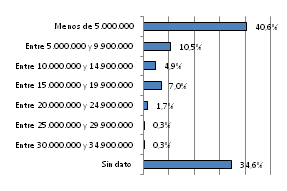 Menos de 5.000.000 40,6%
Entre 5.000.000 y 9.900.000 10,5%
Entre 10.000.000 y 14.900.000 4,9%
Entre 15.000.000 y 19.900.000 7,0%
Entre 20.000.000 y 24.900.000 1,7%
Entre 25.000.000 y 29.900.000 0,3%
Entre 30.000.000 y 34.900.000 0,3%
Sin dato 34,6%